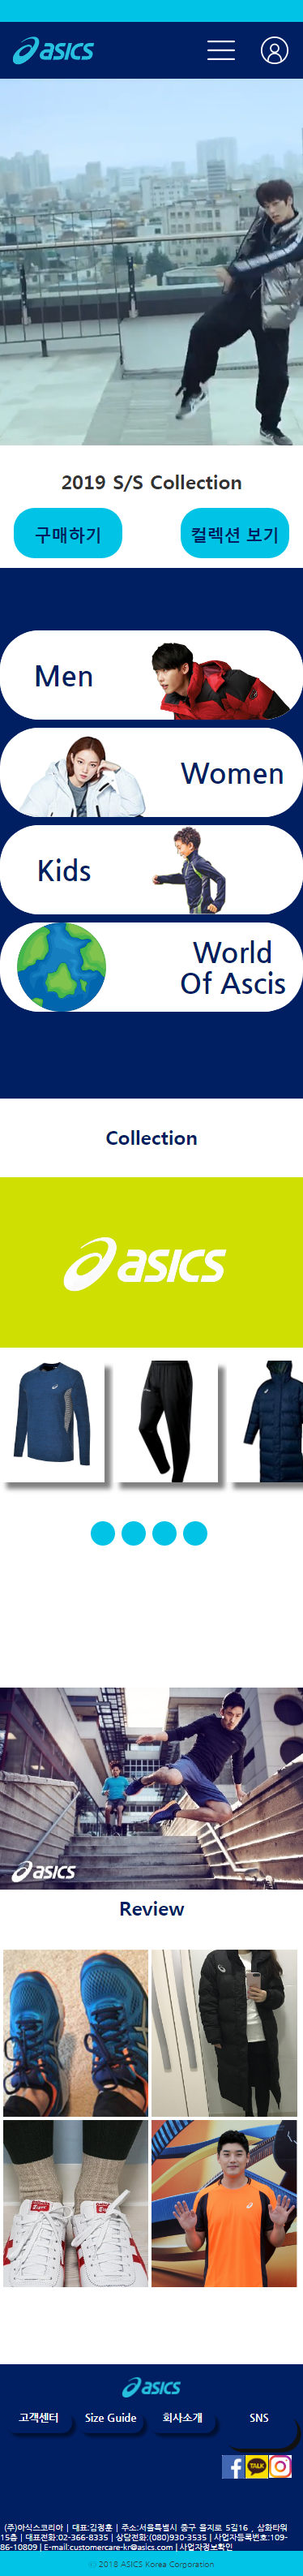 asics
2019 S/S Collection
구매하기
컬렉션 보기
Men
Women
Kids
World
Of Ascis
Collection
asics
asics
Review
asics
고객센터
Size Guide
회사소개
SNS
TALK
(주)아식스코리아 | 대표:김정훈 | 주소:서울특별시 중구 을지로 5길16 , 삼화타워
15층 | 대표전화:02-366-8335 | 상담전화:(080)930-3535 | 사업자등록번호:109-
86-10809 | E-mail:customercare-kr@asics.com | 사업자정보확인
© 2018 ASICS Korea Corporation